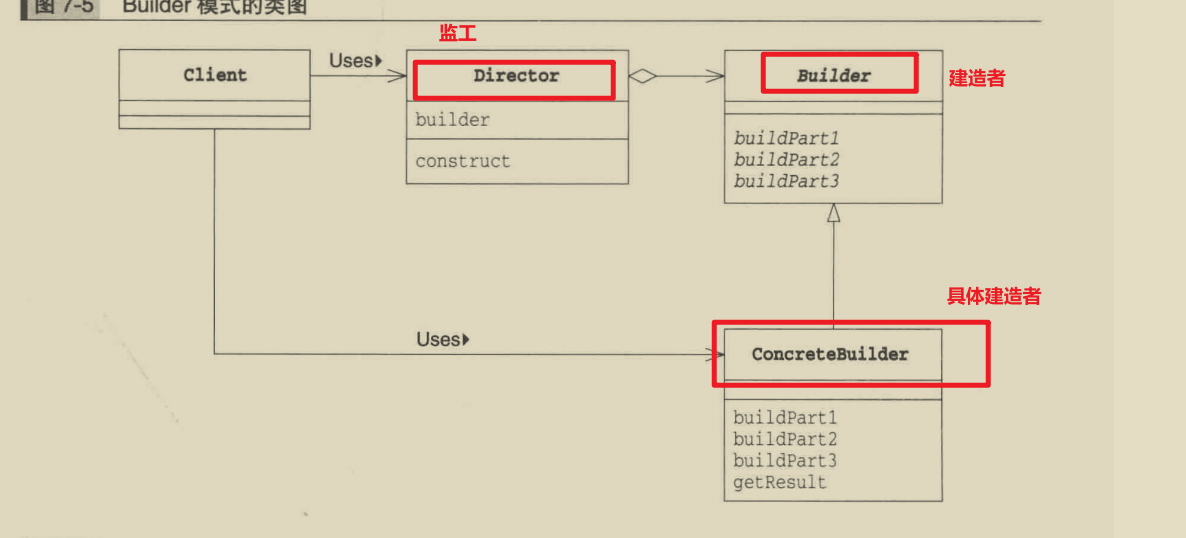 图 7-5 Builder 模式的类图
监工
Client
Uses
Director
Builder
建造者
builder
construct
buildPart1
buildPart2
buildPart3
具体建造者
Uses
ConcreteBuilder
buildPart1
buildPart2
buildPart3
getResult